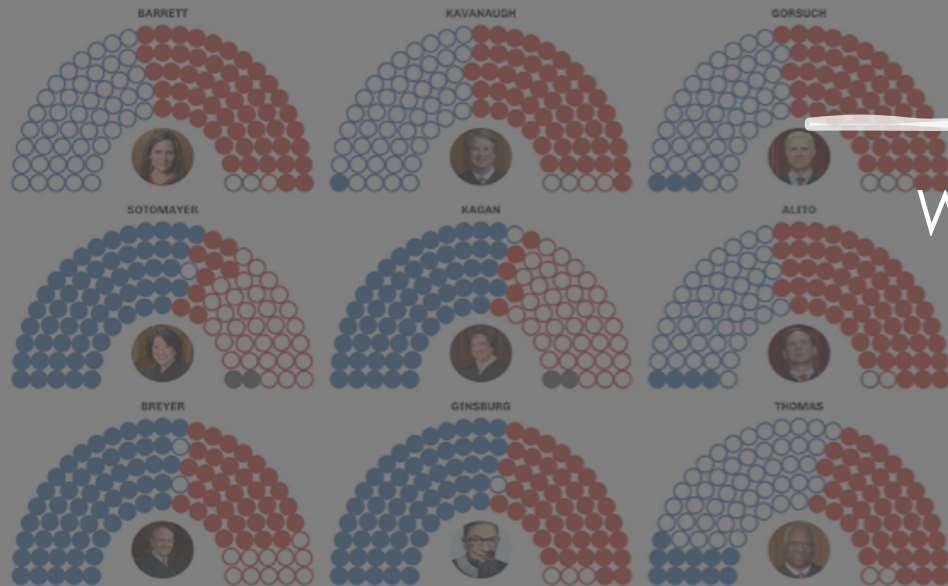 BARRETT
KAVANAUGH
GORSUCH
SOTOMAYER
KAGAN
ALITO
BREYER
GINSBURG
THOMAS